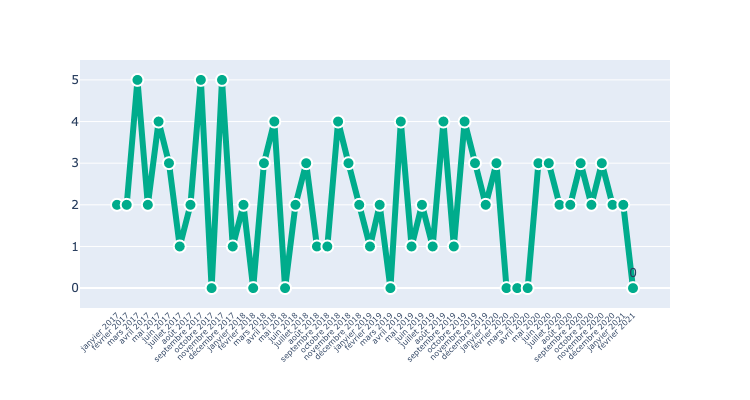 5
4
3
2
1
0
0
janvier 2017
février 2017
mars 2017
avril 2017
mai 2017
juin 2017
juillet 2017
août 2017
septembre 2017
octobre 2017
novembre 2017
décembre 2017
janvier 2018
février 2018
mars 2018
avril 2018
mai 2018
juin 2018
juillet 2018
août 2018
septembre 2018
octobre 2018
novembre 2018
décembre 2018
janvier 2019
février 2019
mars 2019
avril 2019
mai 2019
juin 2019
juillet 2019
août 2019
septembre 2019
octobre 2019
novembre 2019
décembre 2019
janvier 2020
février 2020
mars 2020
avril 2020
mai 2020
juin 2020
juillet 2020
août 2020
septembre 2020
octobre 2020
novembre 2020
décembre 2020
janvier 2021
février 2021